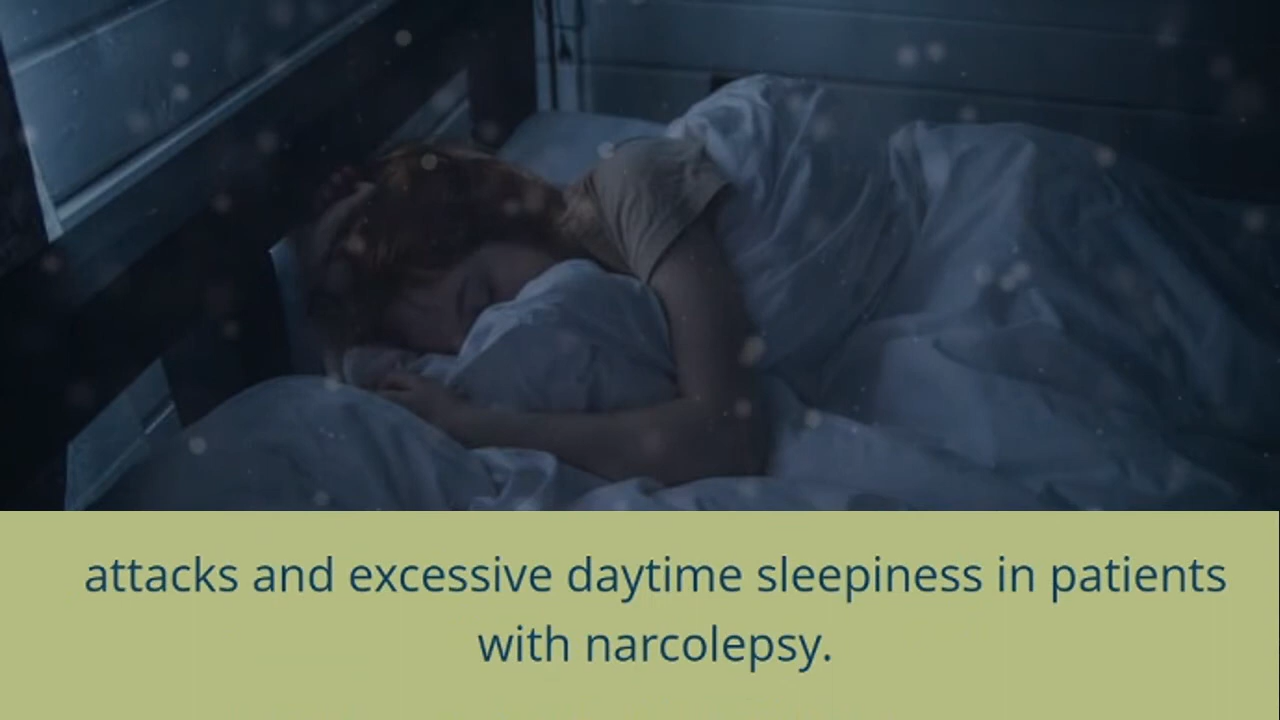 attacks and excessive daytime sleepiness in patients
with narcolepsy.